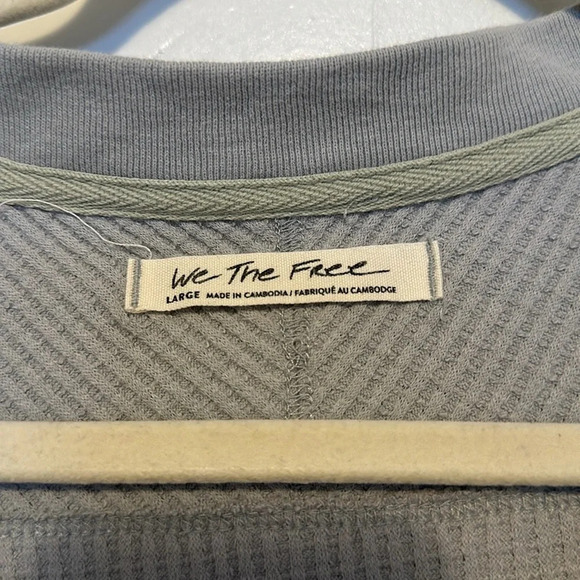 We The Free
LARGE MADE IN CAMBODIA / FABRIQUÉ AU CAMBODGE